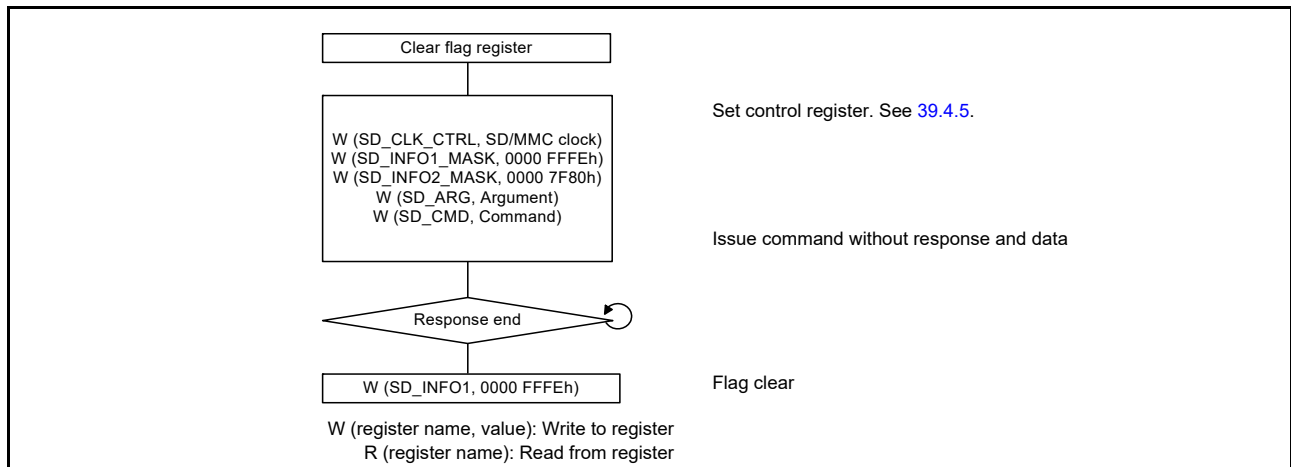 Clear flag register
Set control register. See 39.4.5.
W (SD_CLK_CTRL, SD/MMC clock)
W (SD_INFO1_MASK, 0000 FFFEh)
W (SD_INFO2_MASK, 0000 7F80h)
W (SD_ARG, Argument)
W (SD_CMD, Command)
Issue command without response and data
Response end
W (SD_INFO1, 0000 FFFEh)
Flag clear
W (register name, value): Write to register
R (register name): Read from register